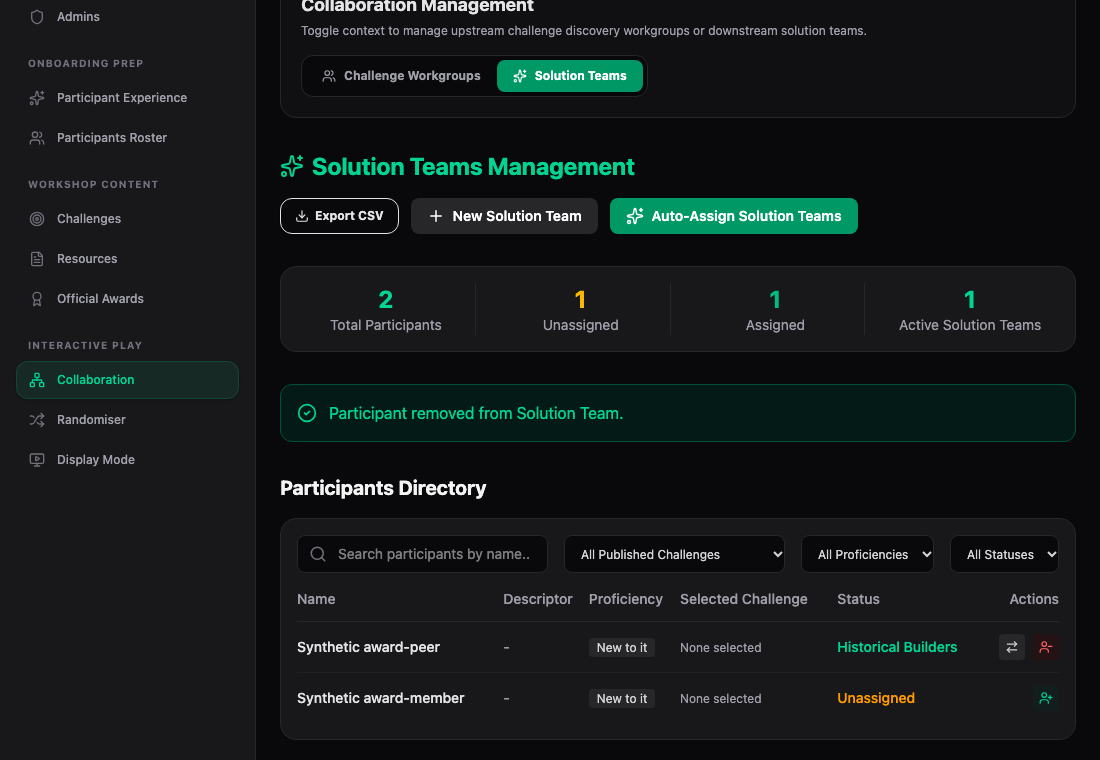 Admins
ONBOARDING PREP
Participant Experience
Participants Roster
WORKSHOP CONTENT
Challenges
Resources
Official Awards
INTERACTIVE PLAY
Collaboration
Randomiser
Display Mode
Collaboration Management
Toggle context to manage upstream challenge discovery workgroups or downstream solution teams.
Challenge Workgroups Solution Teams
Solution Teams Management
Export CSV New Solution Team Auto-Assign Solution Teams
2 1 1 1
Total Participants Unassigned Assigned Active Solution Teams
Participant removed from Solution Team.
Participants Directory
Search participants by name.. All Published Challenges All Proficiencies All Statuses
Name Descriptor Proficiency Selected Challenge Status Actions
Synthetic award-peer - New to it None selected Historical Builders
Synthetic award-member - New to it None selected Unassigned